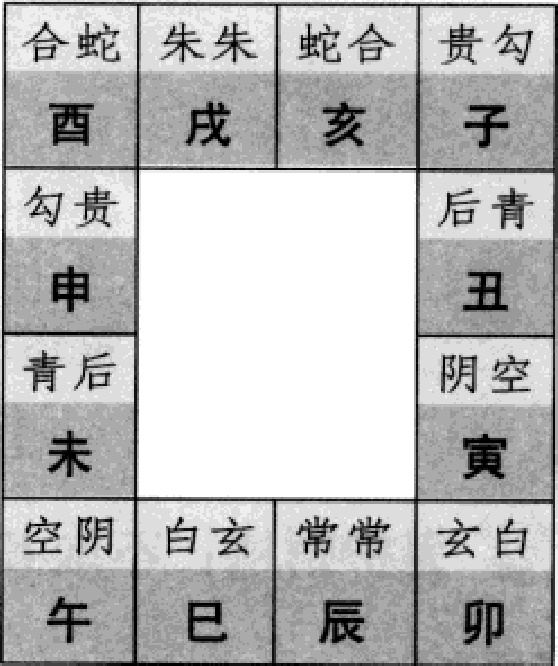 合蛇 朱朱 蛇合 贵勾
酉 戌 亥 子
勾贵 后青
申 丑
青后 阴空
未 寅
空阴 白玄 常常 玄白
午 巳 辰 卯